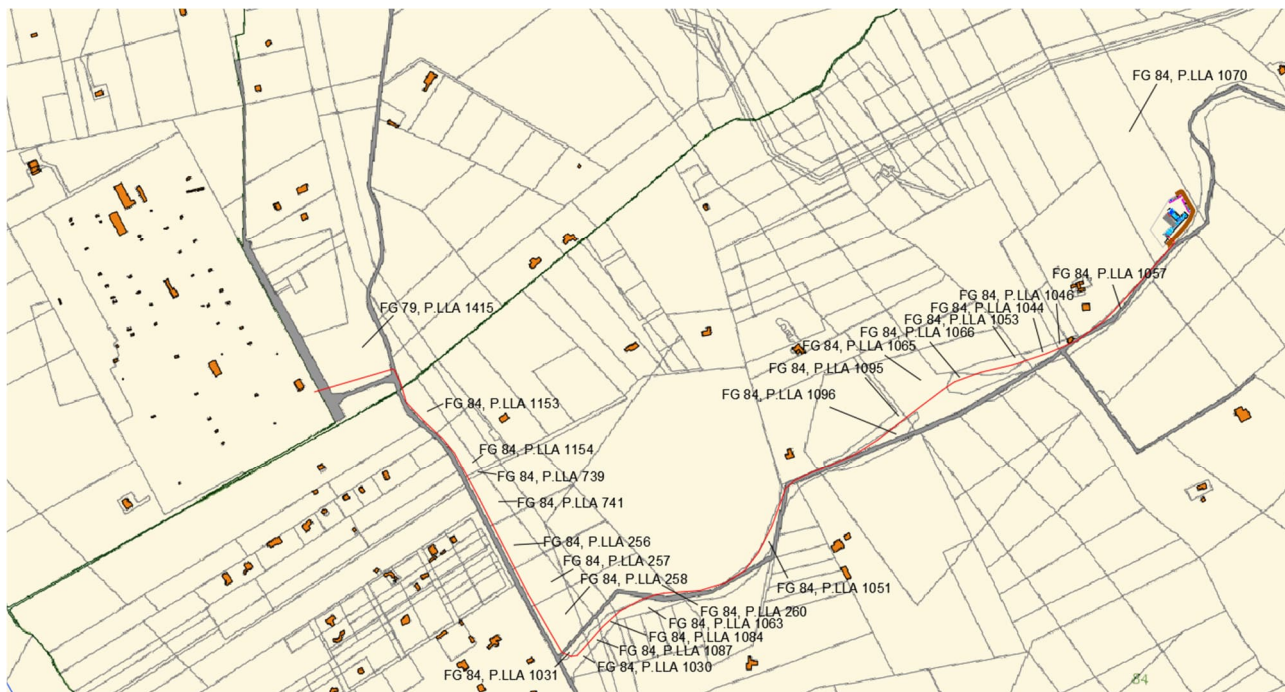 FG 84, P.LLA 1070
FG 84, P.LLA 1057
FG 84, P.LLA 1046
FG 84, P.LLA 1044
FG 84, P.LLA 1053
FG 84, P.LLA 1066
FG 84, P.LLA 1065
FG 84, P.LLA 1095
FG 84, P.LLA 1096
FG 79, P.LLA 1415
FG 84, P.LLA 1153
FG 84, P.LLA 1154
FG 84, P.LLA 739
FG 84, P.LLA 741
FG 84, P.LLA 256
FG 84, P.LLA 257
FG 84, P.LLA 258
FG 84, P.LLA 1051
FG 84, P.LLA 260
FG 84, P.LLA 1063
FG 84, P.LLA 1084
FG 84, P.LLA 1087
FG 84, P.LLA 1030
FG 84, P.LLA 1031
84